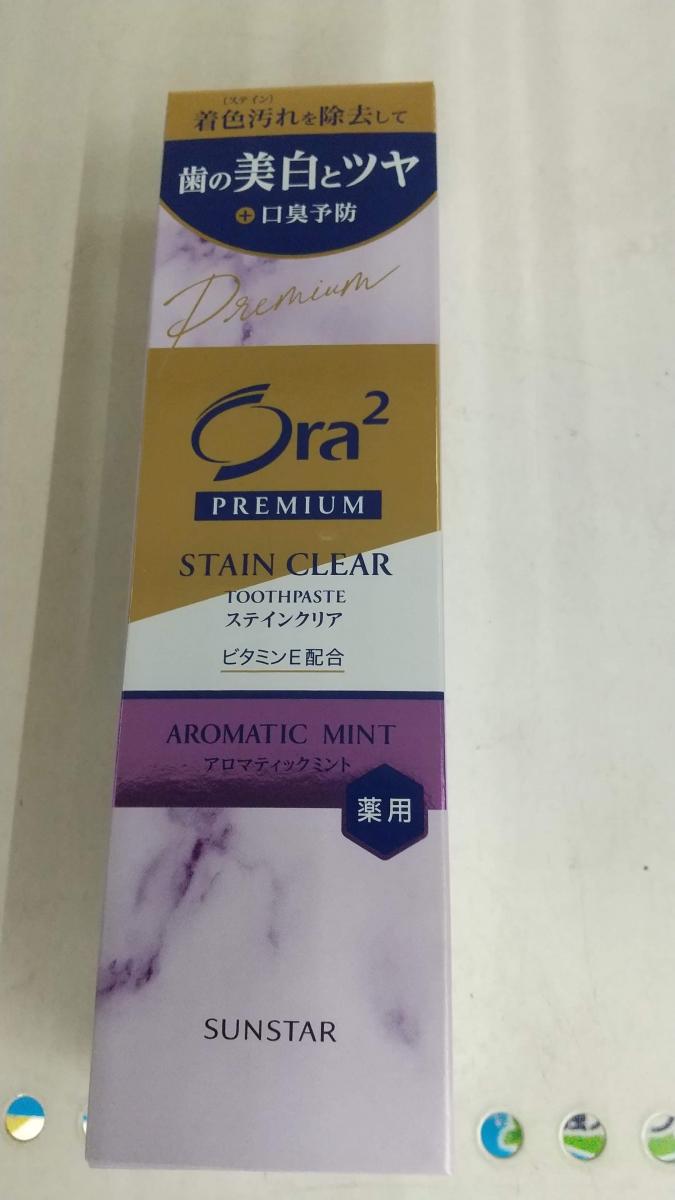 (ステイン)
着色汚れを除去して
歯の美白とツヤ
+口臭予防
Premium
Ora²
PREMIUM
STAIN CLEAR
TOOTHPASTE
ステインクリア
ビタミンE配合
AROMATIC MINT
アロマティックミント
薬用
SUNSTAR